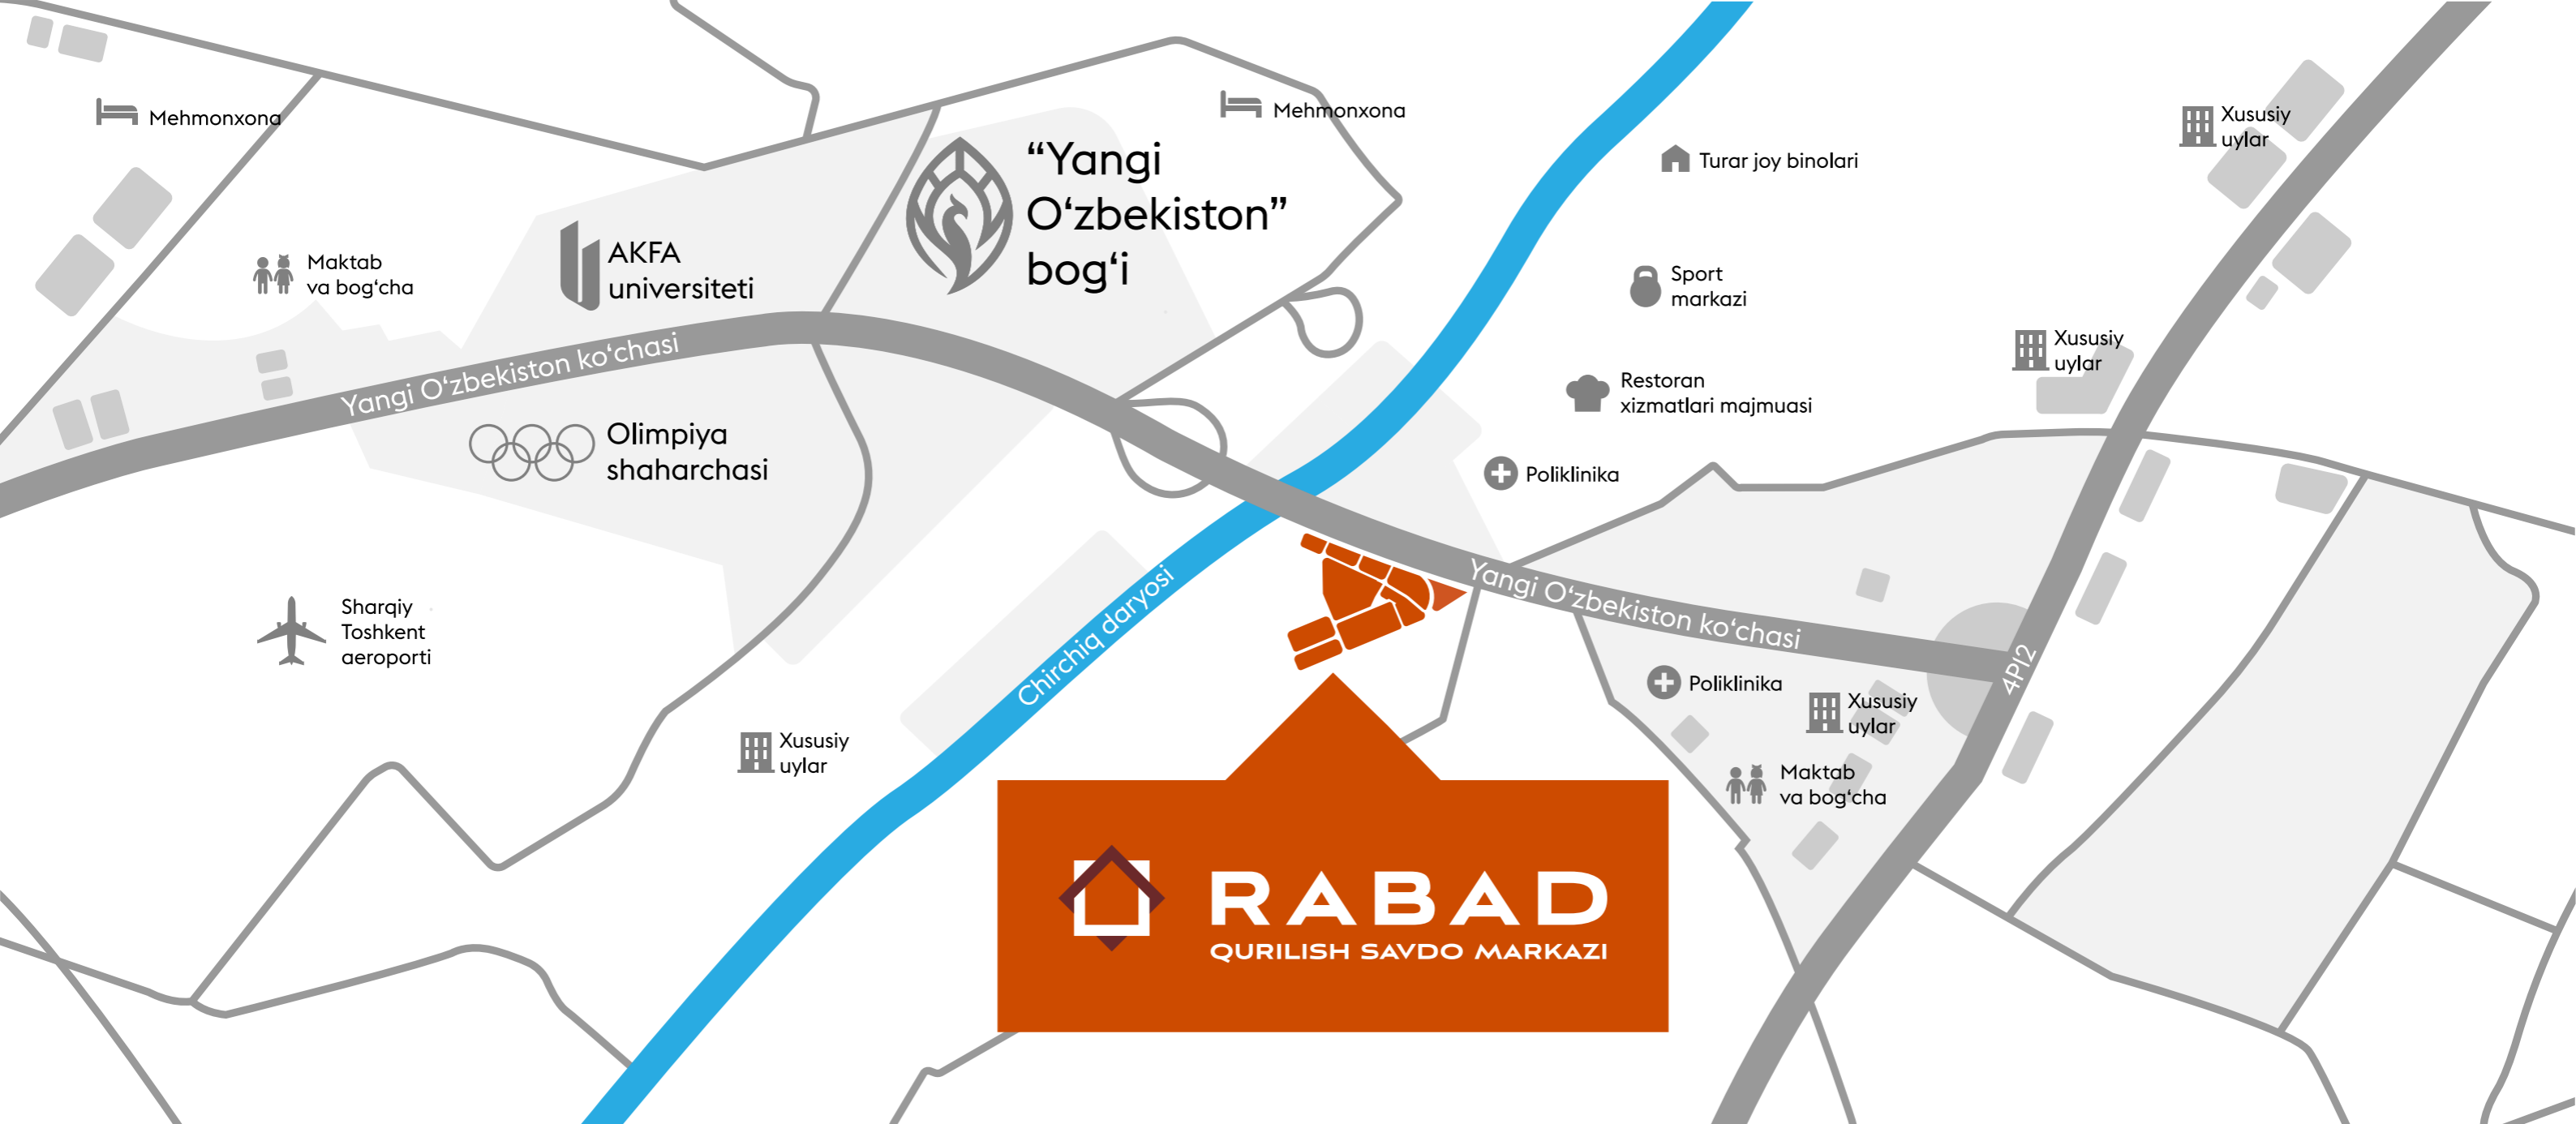 Mehmonxona
Mehmonxona
“Yangi
O‘zbekiston”
bog‘i
Xususiy
uylar
Turar joy binolari
AKFA
universiteti
Maktab
va bog‘cha
Sport
markazi
Xususiy
uylar
Yangi O‘zbekiston ko‘chasi
Restoran
xizmatlari majmuasi
Olimpiya
shaharchasi
Poliklinika
Yangi O‘zbekiston ko‘chasi
Chirchiq daryosi
Sharqiy
Toshkent
aeroporti
4P12
Poliklinika
Xususiy
uylar
Xususiy
uylar
Maktab
va bog‘cha
RABAD
QURILISH SAVDO MARKAZI